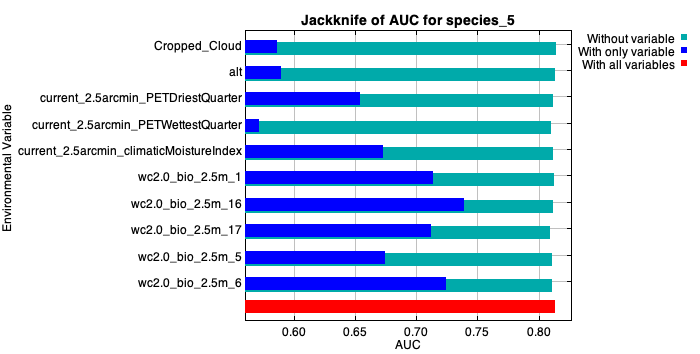 Jackknife of AUC for species_5
Without variable
With only variable
With all variables
Environmental Variable
Cropped_Cloud
alt
current_2.5arcmin_PETDriestQuarter
current_2.5arcmin_PETWettestQuarter
current_2.5arcmin_climaticMoistureIndex
wc2.0_bio_2.5m_1
wc2.0_bio_2.5m_16
wc2.0_bio_2.5m_17
wc2.0_bio_2.5m_5
wc2.0_bio_2.5m_6
0.60 0.65 0.70 0.75 0.80
AUC